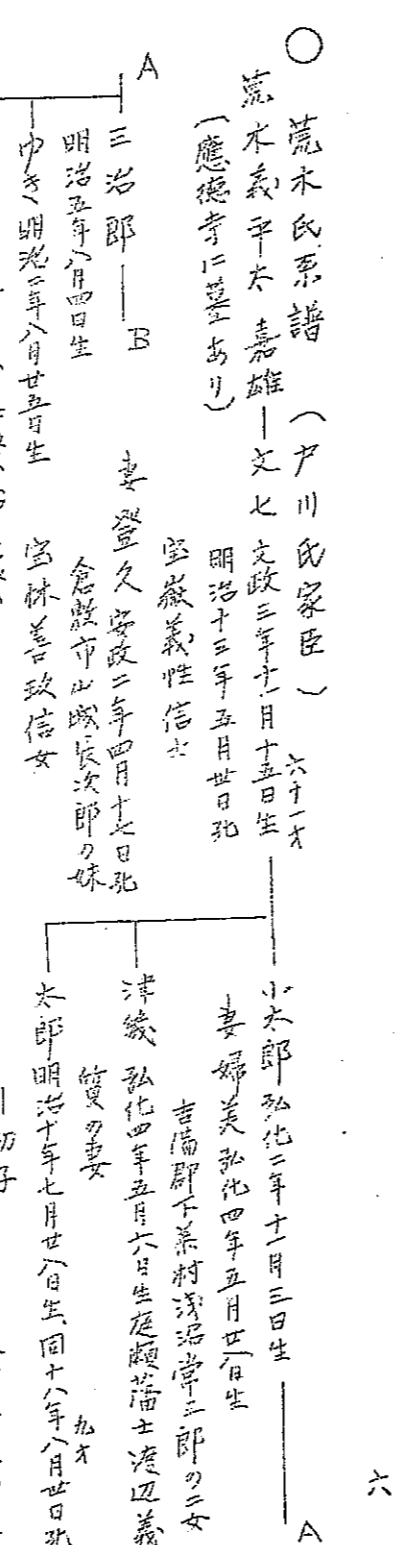 六
○ 荒木氏系譜 (戸川氏家臣)
荒木義平太 嘉雄―文七 文政三年十一月十五日生 六十一才
(應徳寺に墓あり) 明治十三年五月廿日死
宝嶽義性信士
妻 登久 安政二年四月十七日死
倉敷市山城辰次郎の妹
宝林善玖信女
小太郎 弘化二年十一月三日生 A
妻 婦美 弘化四年五月廿八日生
吉備郡下 村浅沼常三郎の二女
津幾 弘化四年五月六日生庭瀬藩士渡辺義
質の妻
太郎 明治十年七月廿八日生、同十八年八月廿日死 九才
A
三治郎―B
明治五年八月四日生
ゆき 明治二年八月廿五日生